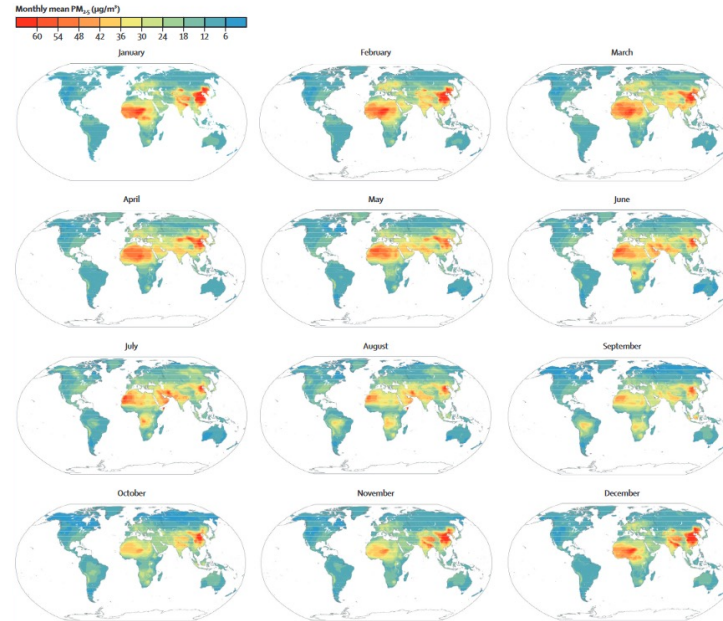 Monthly mean PM₂.₅ (μg/m³)
60 54 48 42 36 30 24 18 12 6
January
February
March
April
May
June
July
August
September
October
November
December